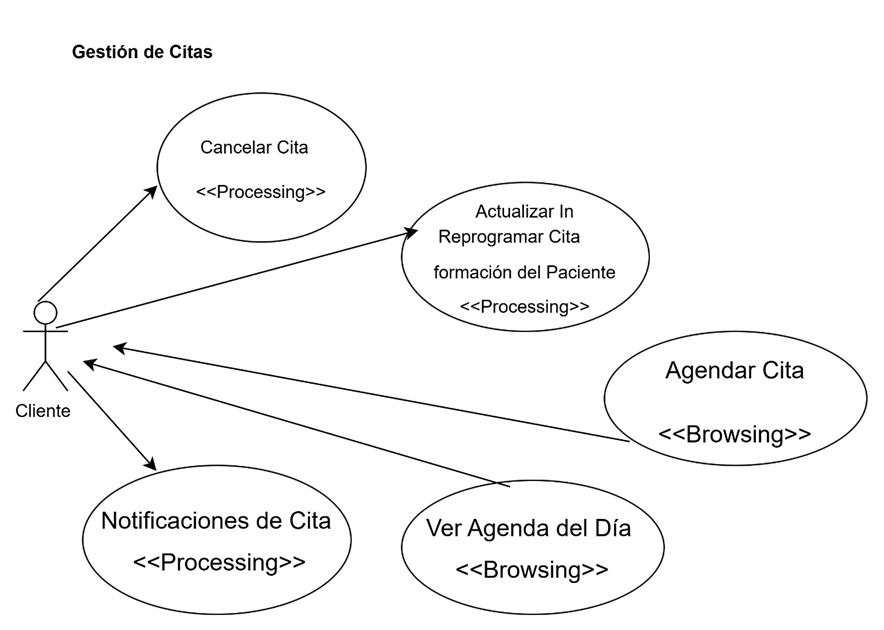 Gestión de Citas
Cancelar Cita
<<Processing>>
Actualizar In
Reprogramar Cita
formación del Paciente
<<Processing>>
Agendar Cita
<<Browsing>>
Cliente
Notificaciones de Cita
<<Processing>>
Ver Agenda del Día
<<Browsing>>